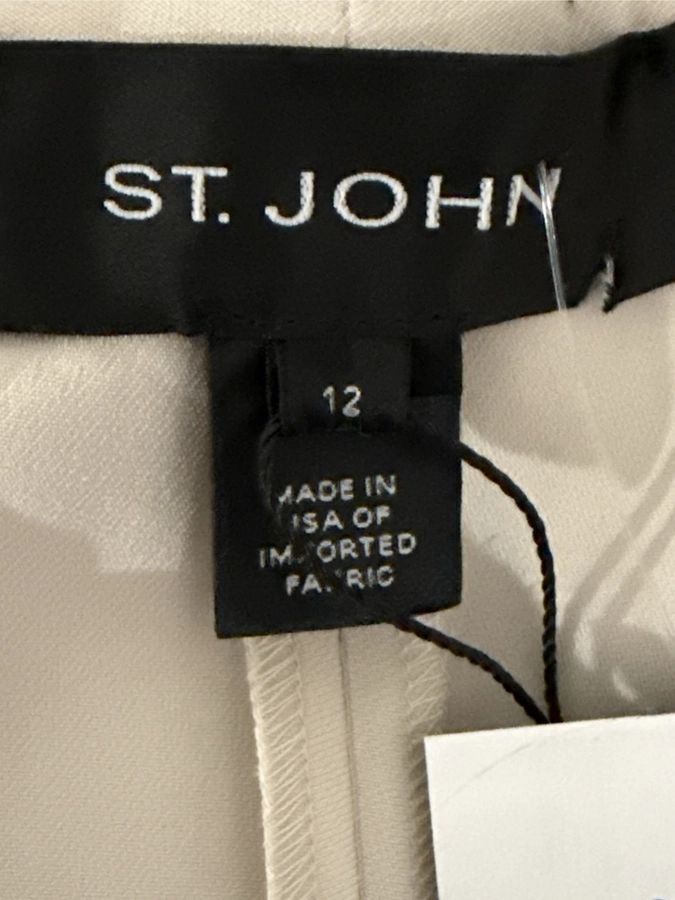 ST. JOHN
12
MADE IN
USA OF
IMPORTED
FABRIC